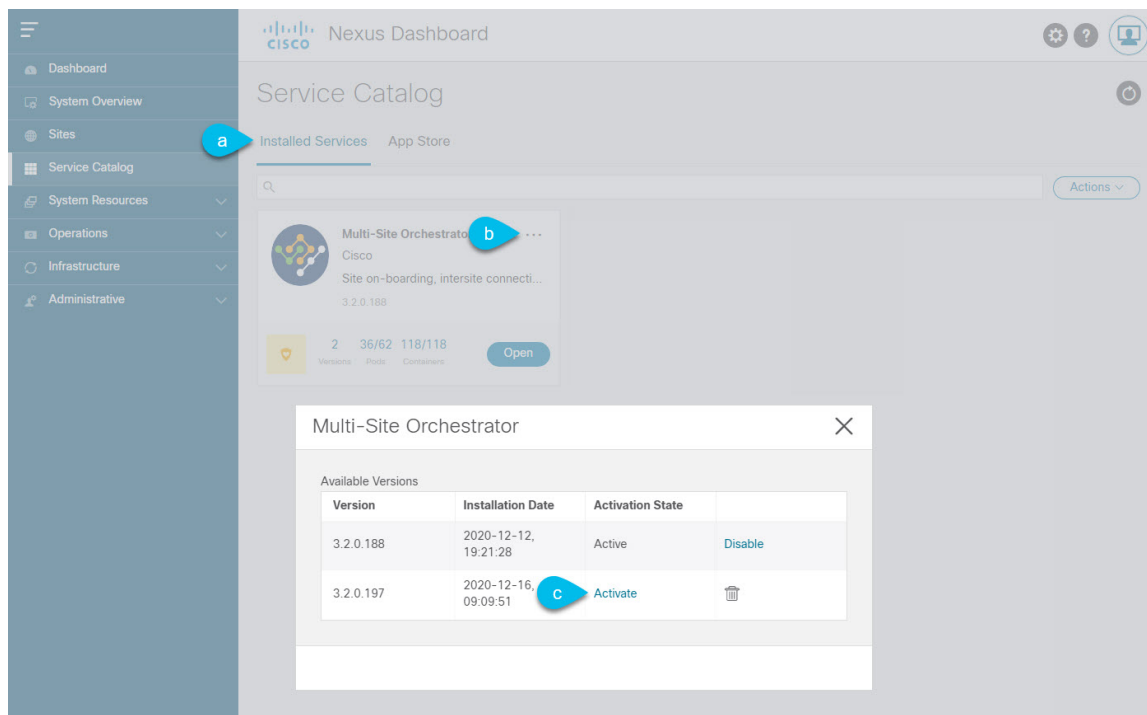 cisco Nexus Dashboard
?
Dashboard
System Overview
Sites
Service Catalog
System Resources
Operations
Infrastructure
Administrative
Service Catalog
a
Installed Services App Store
Actions
Multi-Site Orchestrato
b
...
Cisco
Site on-boarding, intersite connecti...
3.2.0.188
2 36/62 118/118
Versions Pods Containers
Open
Multi-Site Orchestrator
Available Versions
Version Installation Date Activation State
3.2.0.188 2020-12-12, 19:21:28 Active Disable
3.2.0.197 2020-12-16, 09:09:51 c Activate